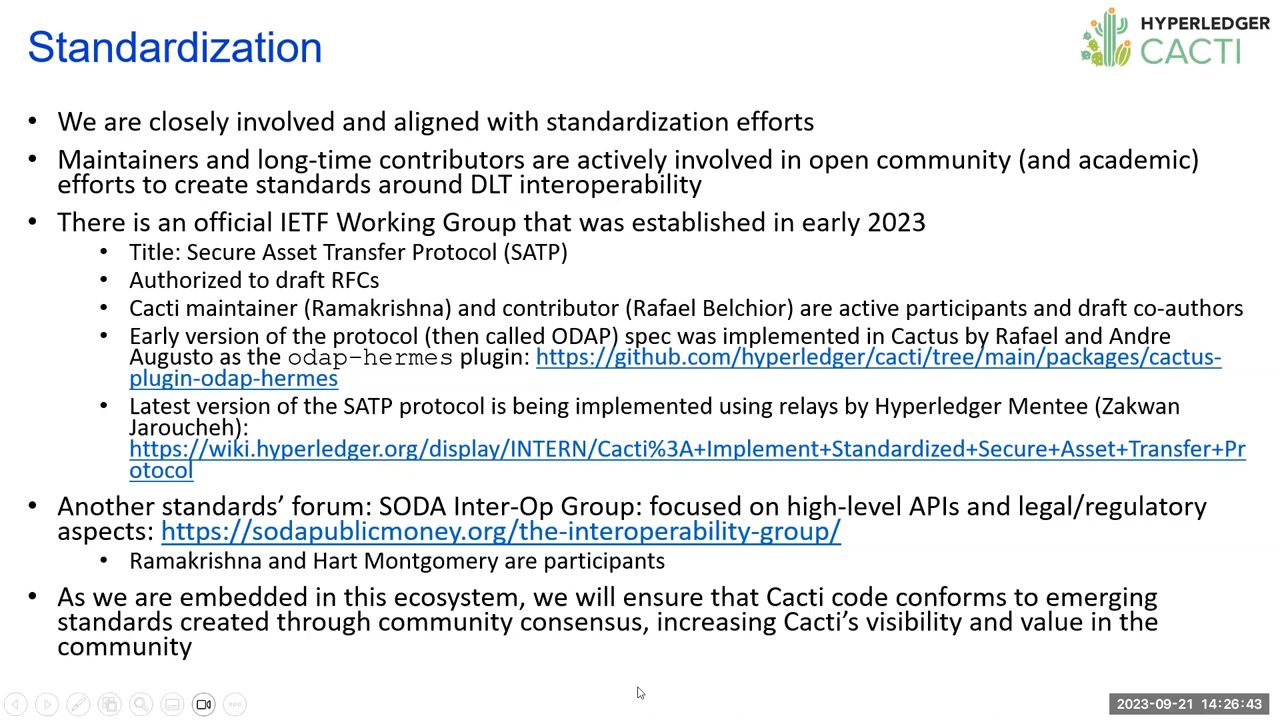 Standardization
HYPERLEDGER
CACTI
• We are closely involved and aligned with standardization efforts
• Maintainers and long-time contributors are actively involved in open community (and academic)
efforts to create standards around DLT interoperability
• There is an official IETF Working Group that was established in early 2023
• Title: Secure Asset Transfer Protocol (SATP)
• Authorized to draft RFCs
• Cacti maintainer (Ramakrishna) and contributor (Rafael Belchior) are active participants and draft co-authors
• Early version of the protocol (then called ODAP) spec was implemented in Cactus by Rafael and Andre
Augusto as the odap-hermes plugin: https://github.com/hyperledger/cacti/tree/main/packages/cactus-
plugin-odap-hermes
• Latest version of the SATP protocol is being implemented using relays by Hyperledger Mentee (Zakwan
Jaroucheh):
https://wiki.hyperledger.org/display/INTERN/Cacti%3A+Implement+Standardized+Secure+Asset+Transfer+Pr
otocol
• Another standards’ forum: SODA Inter-Op Group: focused on high-level APIs and legal/regulatory
aspects: https://sodapublicmoney.org/the-interoperability-group/
• Ramakrishna and Hart Montgomery are participants
• As we are embedded in this ecosystem, we will ensure that Cacti code conforms to emerging
standards created through community consensus, increasing Cacti’s visibility and value in the
community
2023-09-21 14:26:43